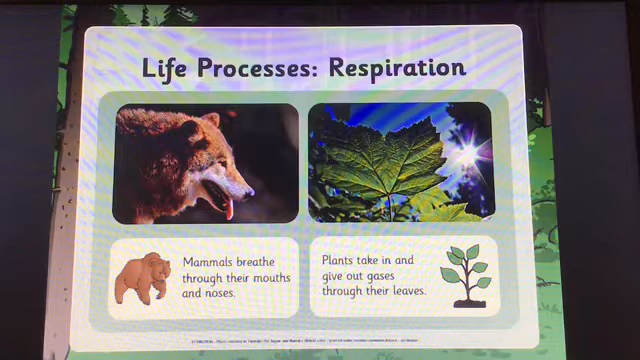 Life Processes: Respiration
Mammals breathe
through their mouths
and noses.
Plants take in and
give out gases
through their leaves.